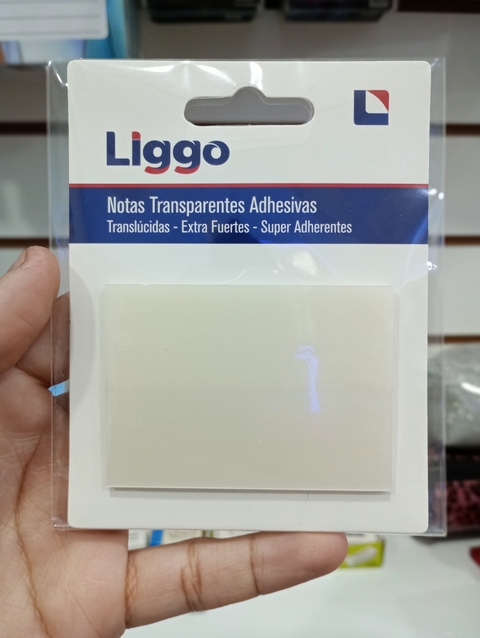 Liggo
Notas Transparentes Adhesivas
Translúcidas - Extra Fuertes - Super Adherentes